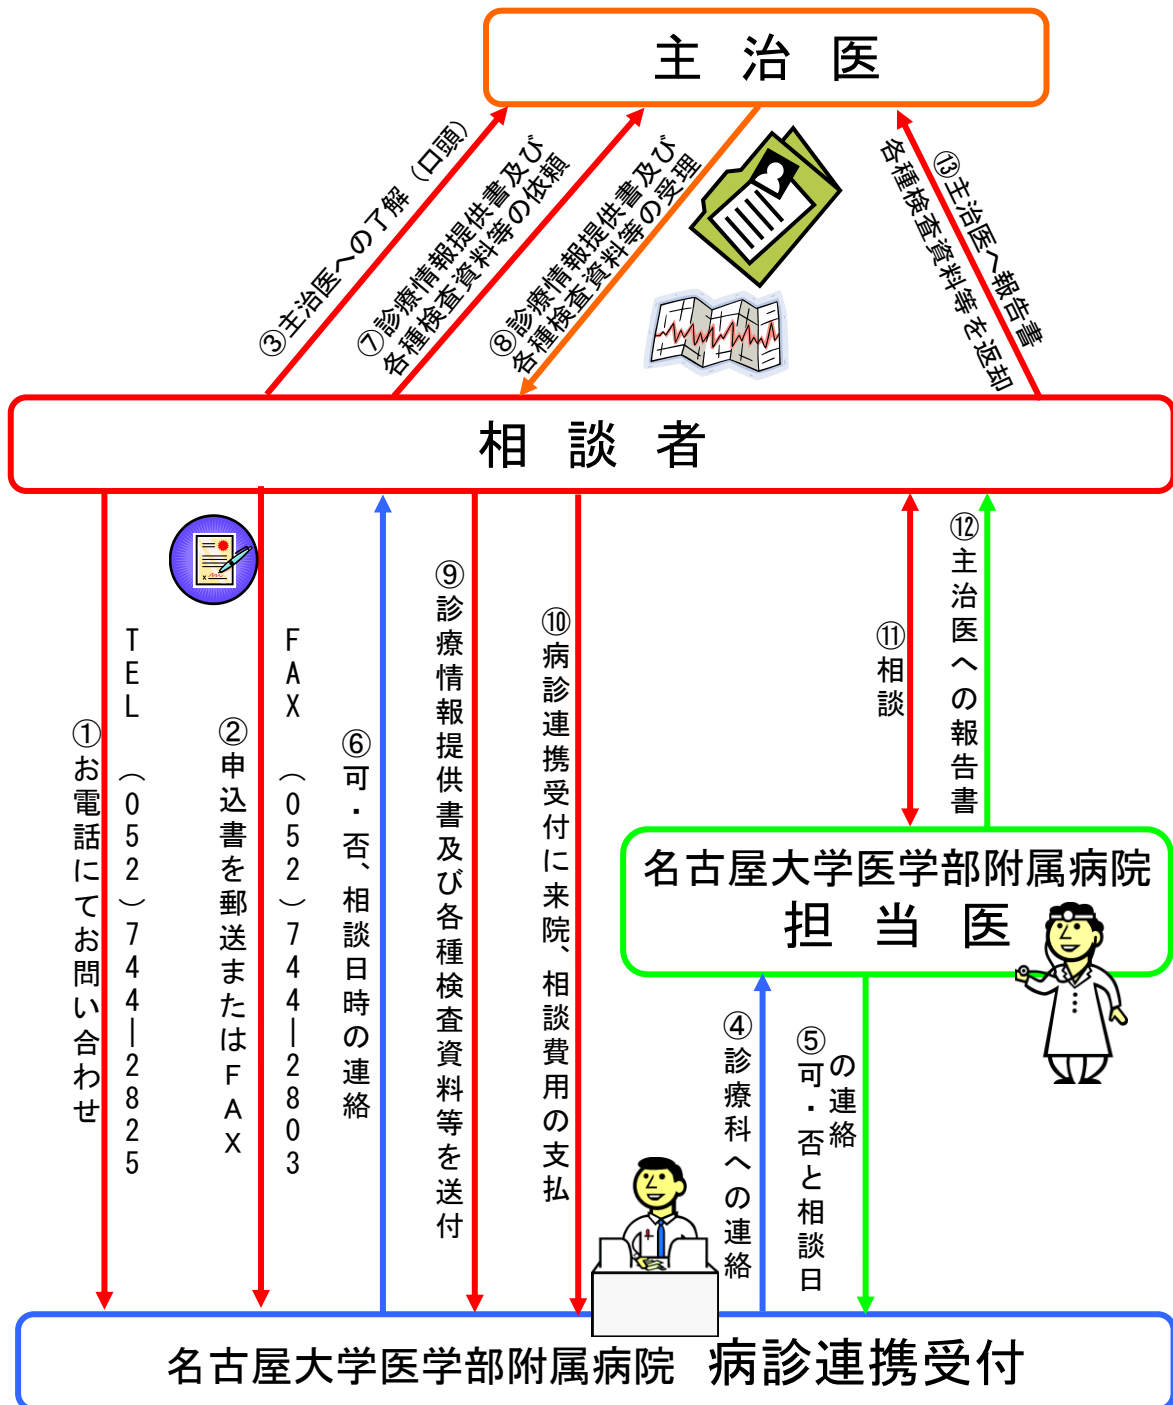 主治医
③主治医への了解（口頭）
⑦診療情報提供書及び
各種検査資料等の依頼
⑧診療情報提供書及び
各種検査資料等の受理
⑬主治医へ報告書
各種検査資料等を返却
相談者
①お電話にてお問い合わせ
TEL（052）744―2825
②申込書を郵送またはFAX
FAX（052）744―2803
⑥可・否、相談日時の連絡
⑨診療情報提供書及び各種検査資料等を送付
⑩病診連携受付に来院、相談費用の支払
⑪相談
⑫主治医への報告書
名古屋大学医学部附属病院
担当医
④診療科への連絡
⑤可・否と相談日
の連絡
名古屋大学医学部附属病院 病診連携受付